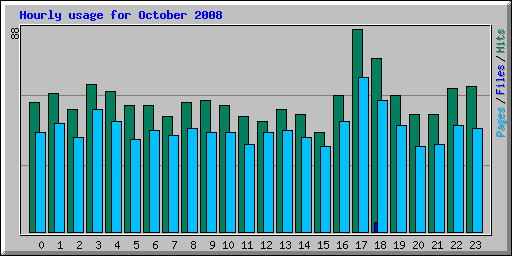 Hourly usage for October 2008
88
Pages/Files/Hits
0 1 2 3 4 5 6 7 8 9 10 11 12 13 14 15 16 17 18 19 20 21 22 23